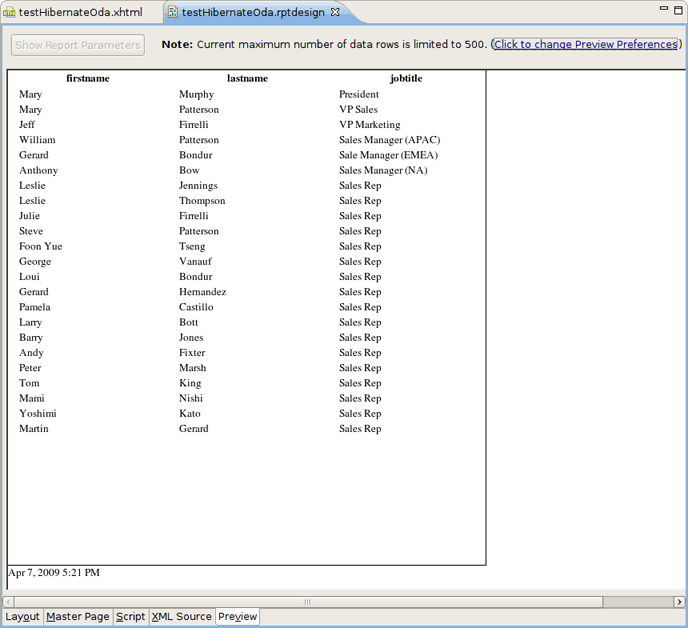 testHibernateOda.xhtml testHibernateOda.rptdesign
Show Report Parameters Note: Current maximum number of data rows is limited to 500. (Click to change Preview Preferences)
firstname lastname jobtitle
Mary Murphy President
Mary Patterson VP Sales
Jeff Firrelli VP Marketing
William Patterson Sales Manager (APAC)
Gerard Bondur Sale Manager (EMEA)
Anthony Bow Sales Manager (NA)
Leslie Jennings Sales Rep
Leslie Thompson Sales Rep
Julie Firrelli Sales Rep
Steve Patterson Sales Rep
Foon Yue Tseng Sales Rep
George Vanauf Sales Rep
Loui Bondur Sales Rep
Gerard Hernandez Sales Rep
Pamela Castillo Sales Rep
Larry Bott Sales Rep
Barry Jones Sales Rep
Andy Fixter Sales Rep
Peter Marsh Sales Rep
Tom King Sales Rep
Mami Nishi Sales Rep
Yoshimi Kato Sales Rep
Martin Gerard Sales Rep
Apr 7, 2009 5:21 PM
Layout Master Page Script XML Source Preview